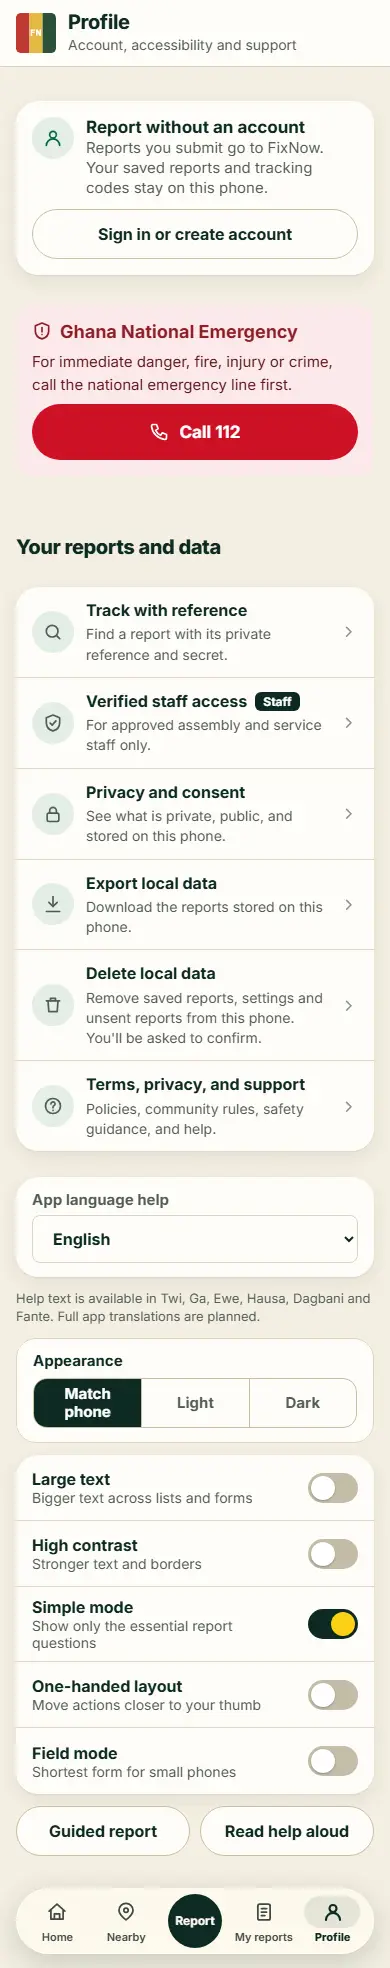 FN
Profile
Account, accessibility and support
Report without an account
Reports you submit go to FixNow.
Your saved reports and tracking
codes stay on this phone.
Sign in or create account
Ghana National Emergency
For immediate danger, fire, injury or crime,
call the national emergency line first.
Call 112
Your reports and data
Track with reference
Find a report with its private
reference and secret.
Verified staff access Staff
For approved assembly and service
staff only.
Privacy and consent
See what is private, public, and
stored on this phone.
Export local data
Download the reports stored on this
phone.
Delete local data
Remove saved reports, settings and
unsent reports from this phone.
You'll be asked to confirm.
Terms, privacy, and support
Policies, community rules, safety
guidance, and help.
App language help
English
Help text is available in Twi, Ga, Ewe, Hausa, Dagbani and
Fante. Full app translations are planned.
Appearance
Match
phone
Light
Dark
Large text
Bigger text across lists and forms
High contrast
Stronger text and borders
Simple mode
Show only the essential report
questions
One-handed layout
Move actions closer to your thumb
Field mode
Shortest form for small phones
Guided report
Read help aloud
Home
Nearby
Report
My reports
Profile